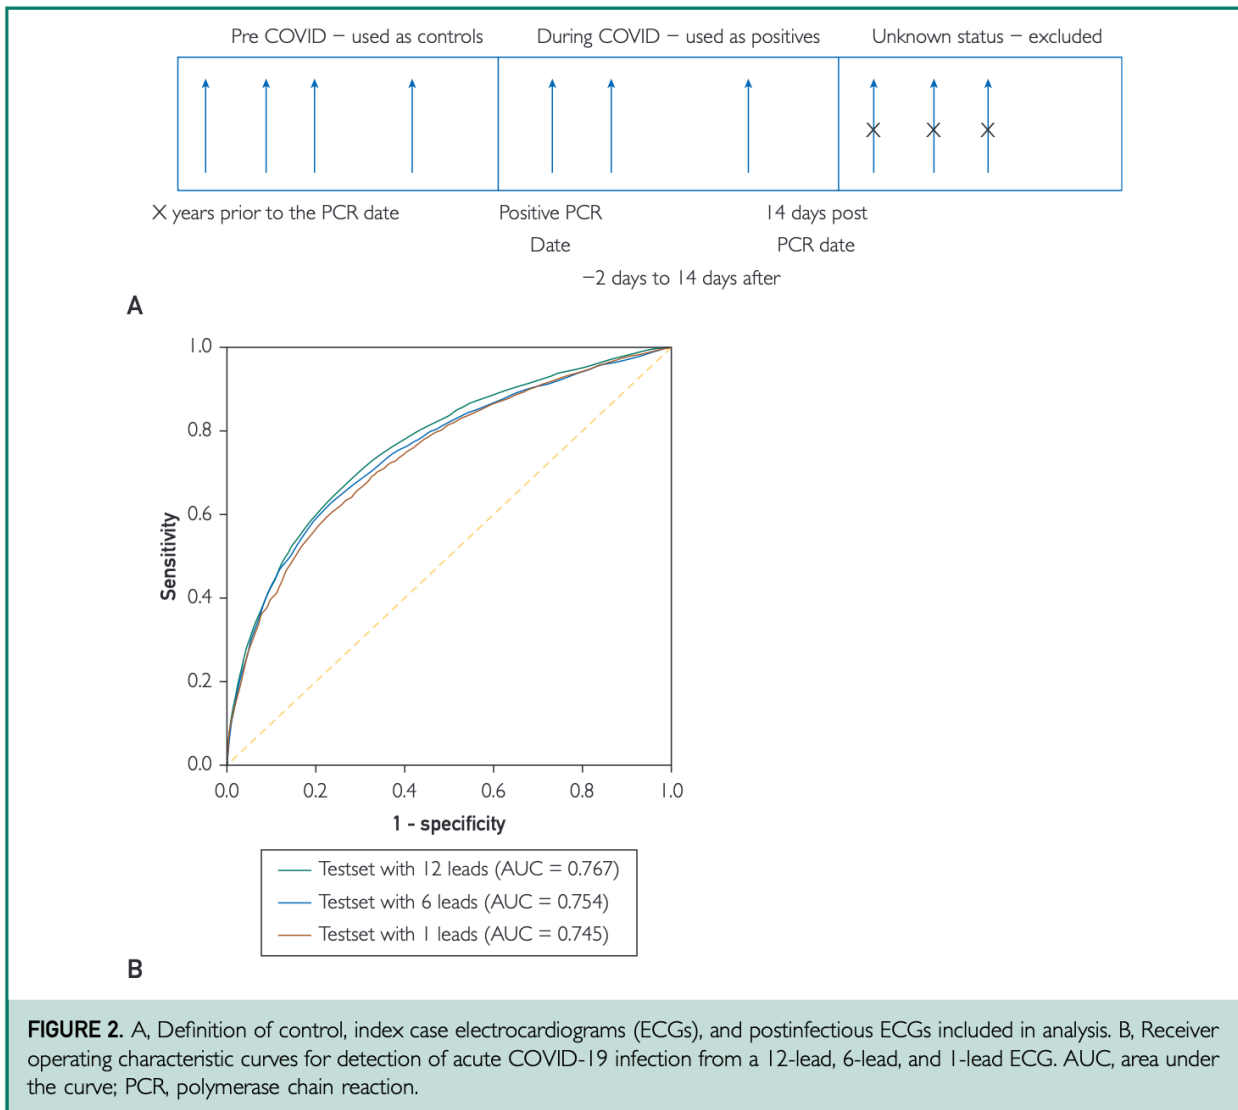 Pre COVID – used as controls During COVID – used as positives Unknown status – excluded
X years prior to the PCR date Positive PCR 14 days post
Date PCR date
−2 days to 14 days after
A
1.0
0.8
0.6
0.4
0.2
0.0
Sensitivity
0.0 0.2 0.4 0.6 0.8 1.0
1 - specificity
Testset with 12 leads (AUC = 0.767)
Testset with 6 leads (AUC = 0.754)
Testset with 1 leads (AUC = 0.745)
B
FIGURE 2. A, Definition of control, index case electrocardiograms (ECGs), and postinfectious ECGs included in analysis. B, Receiver
operating characteristic curves for detection of acute COVID-19 infection from a 12-lead, 6-lead, and 1-lead ECG. AUC, area under
the curve; PCR, polymerase chain reaction.